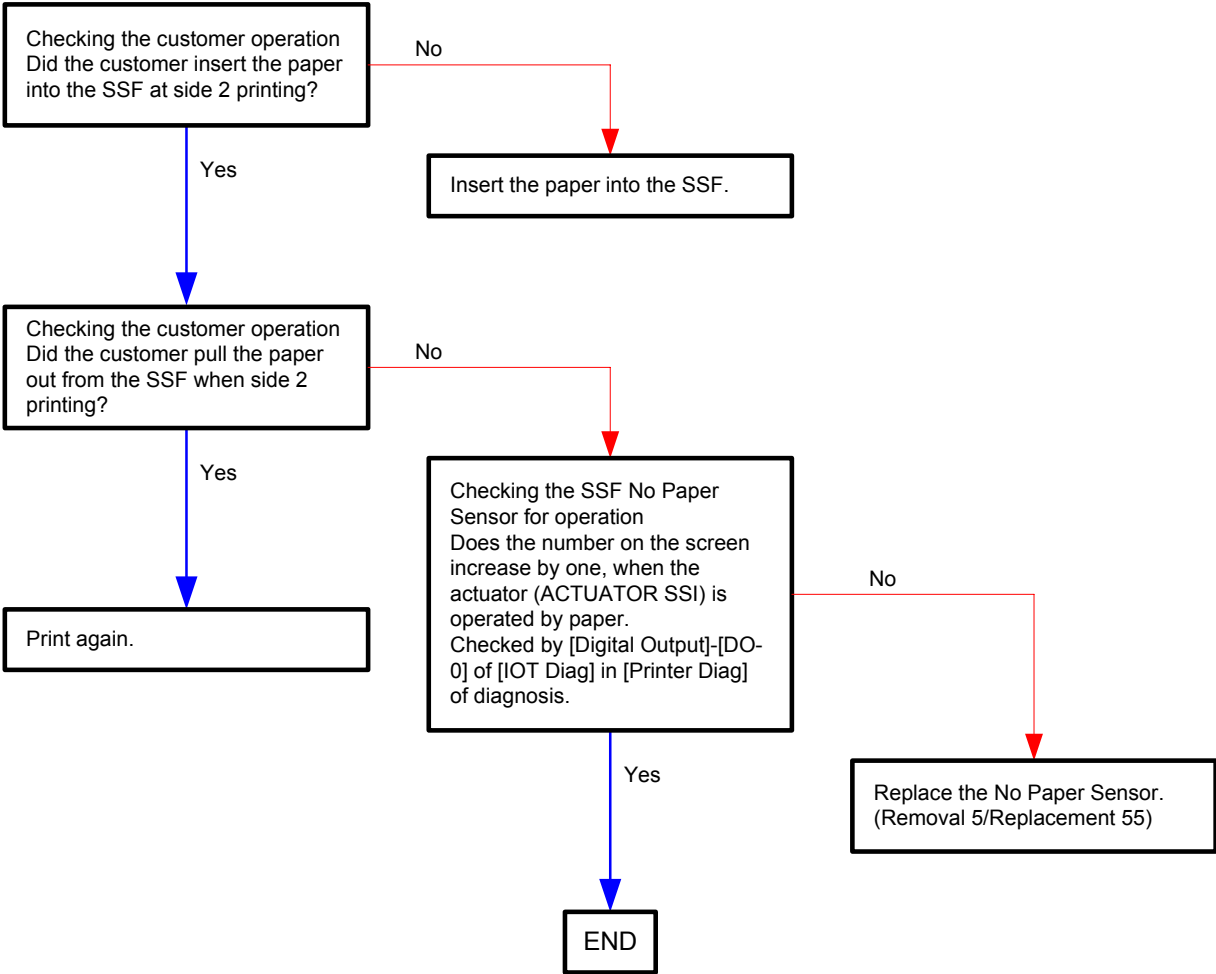 Checking the customer operation
Did the customer insert the paper
into the SSF at side 2 printing?
No
Yes
Insert the paper into the SSF.
Checking the customer operation
Did the customer pull the paper
out from the SSF when side 2
printing?
No
Yes
Checking the SSF No Paper
Sensor for operation
Does the number on the screen
increase by one, when the
actuator (ACTUATOR SSI) is
operated by paper.
Checked by [Digital Output]-[DO-
0] of [IOT Diag] in [Printer Diag]
of diagnosis.
No
Print again.
Yes
Replace the No Paper Sensor.
(Removal 5/Replacement 55)
END